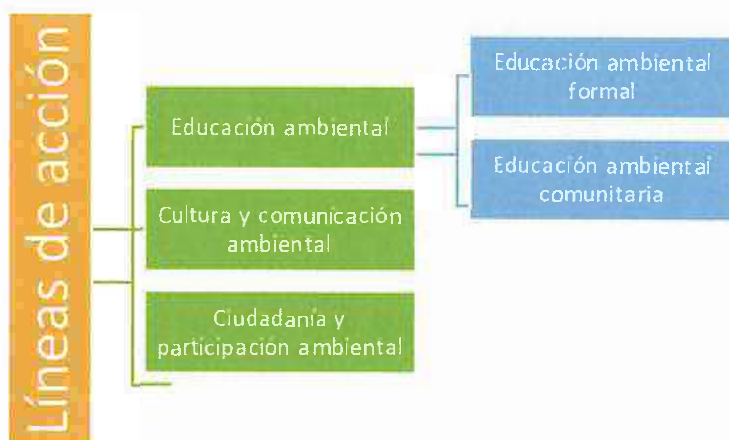 Líneas de acción
Educación ambiental
Cultura y comunicación
ambiental
Ciudadanía y
participación ambiental
Educación ambiental
formal
Educación ambiental
comunitaria